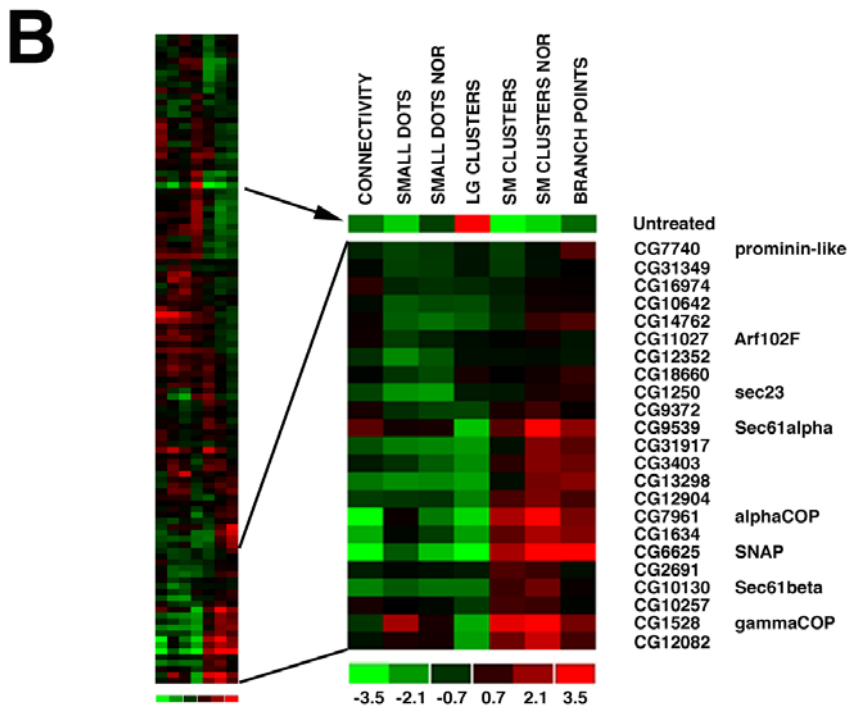 B
CONNECTIVITY
SMALL DOTS
SMALL DOTS NOR
LG CLUSTERS
SM CLUSTERS
SM CLUSTERS NOR
BRANCH POINTS
Untreated
CG7740 prominin-like
CG31349
CG16974
CG10642
CG14762
CG11027 Arf102F
CG12352
CG18660
CG1250 sec23
CG9372
CG9539 Sec61alpha
CG31917
CG3403
CG13298
CG12904
CG7961 alphaCOP
CG1634
CG6625 SNAP
CG2691
CG10130 Sec61beta
CG10257
CG1528 gammaCOP
CG12082
-3.5 -2.1 -0.7 0.7 2.1 3.5